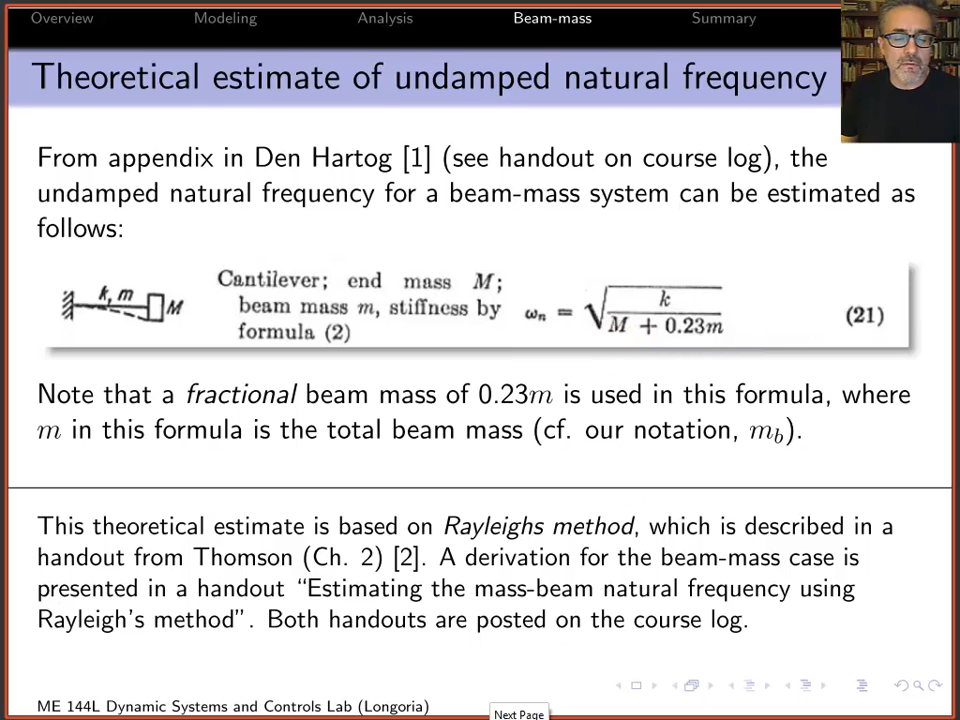 Overview Modeling Analysis Beam-mass Summary
Theoretical estimate of undamped natural frequency
From appendix in Den Hartog [1] (see handout on course log), the
undamped natural frequency for a beam-mass system can be estimated as
follows:
k, m
M
Cantilever; end mass M;
beam mass m, stiffness by
formula (2)
ωn = √(k / (M + 0.23m))
(21)
Note that a fractional beam mass of 0.23m is used in this formula, where
m in this formula is the total beam mass (cf. our notation, m_b).
This theoretical estimate is based on Rayleighs method, which is described in a
handout from Thomson (Ch. 2) [2]. A derivation for the beam-mass case is
presented in a handout “Estimating the mass-beam natural frequency using
Rayleigh's method”. Both handouts are posted on the course log.
ME 144L Dynamic Systems and Controls Lab (Longoria)
Next Page